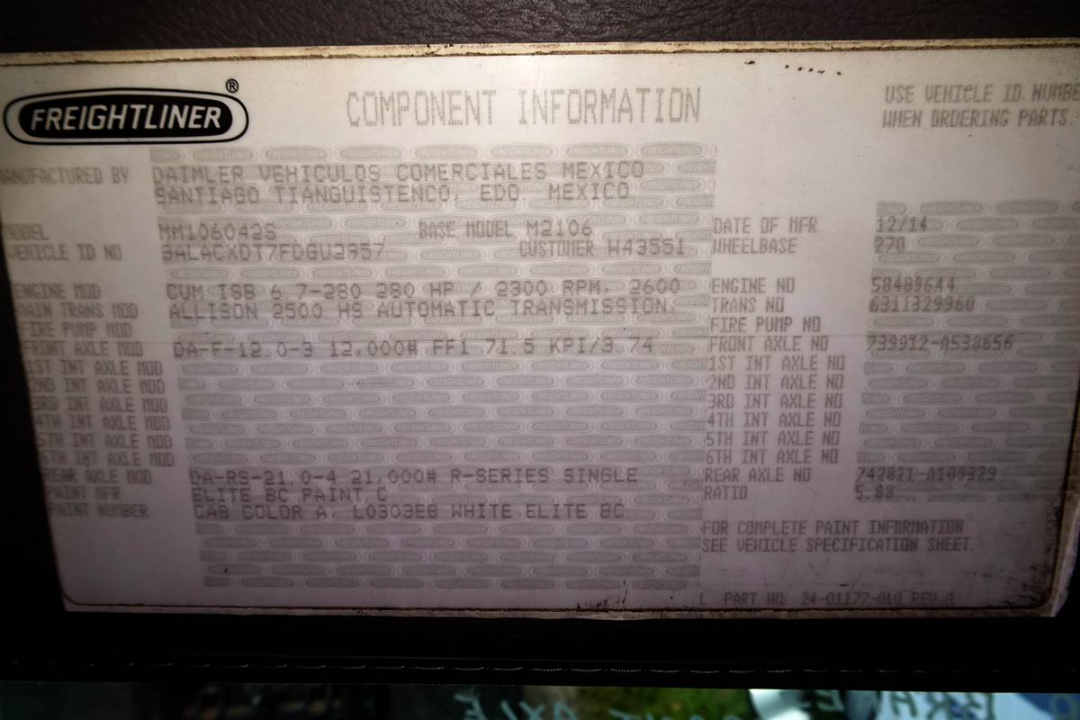 FREIGHTLINER®
COMPONENT INFORMATION
USE VEHICLE ID NUMBE
WHEN ORDERING PARTS.
MANUFACTURED BY DAIMLER VEHICULOS COMERCIALES MEXICO
SANTIAGO TIANGUISTENCO, EDO MEXICO
MODEL MM106042S BASE MODEL M2106 DATE OF MFR 12/14
VEHICLE ID NO 3ALACXDT7FDGU2957 CUSTOMER W43551 WHEELBASE 270
ENGINE MOD CUM ISB 6.7-280 280 HP / 2300 RPM, 2600 ENGINE NO
MAIN TRANS MOD ALLISON 2500 HS AUTOMATIC TRANSMISSION, TRANS NO 6311329960
FIRE PUMP MOD FIRE PUMP NO
FRONT AXLE MOD DA-F-12.0-3 12,000# FF1 71.5 KPI/3.74 FRONT AXLE NO 739912-A538656
1ST INT AXLE MOD 1ST INT AXLE NO
2ND INT AXLE MOD 2ND INT AXLE NO
3RD INT AXLE MOD 3RD INT AXLE NO
4TH INT AXLE MOD 4TH INT AXLE NO
5TH INT AXLE MOD 5TH INT AXLE NO
6TH INT AXLE MOD 6TH INT AXLE NO
REAR AXLE MOD DA-RS-21.0-4 21,000# R-SERIES SINGLE REAR AXLE NO 742821-A109329
PAINT MFR ELITE BC PAINT C RATIO
PAINT NUMBER CAB COLOR A: L0303EB WHITE ELITE BC
FOR COMPLETE PAINT INFORMATION
SEE VEHICLE SPECIFICATION SHEET.
PART NO. 24-01177-010 REV A